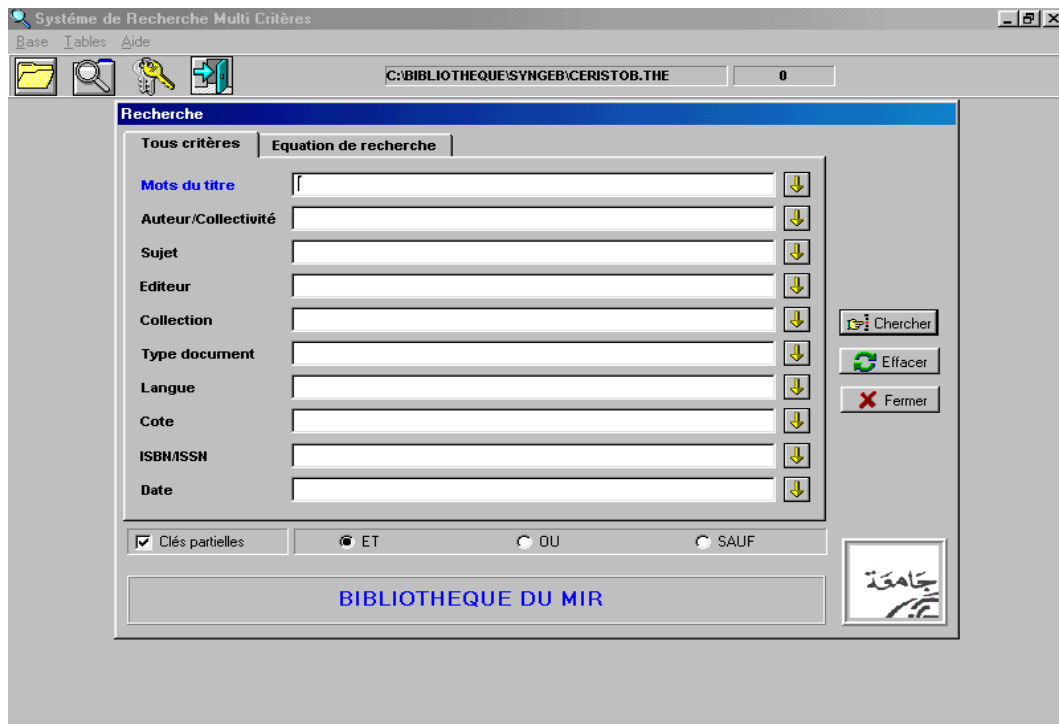 Systéme de Recherche Multi Critères
Base Tables Aide
C:\BIBLIOTHEQUE\SYNGEB\CERISTOB.THE 0
Recherche
Tous critères Equation de recherche
Mots du titre
Auteur/Collectivité
Sujet
Editeur
Collection
Type document
Langue
Cote
ISBN/ISSN
Date
Chercher
Effacer
Fermer
Clés partielles ET OU SAUF
BIBLIOTHEQUE DU MIR
جَامعَة